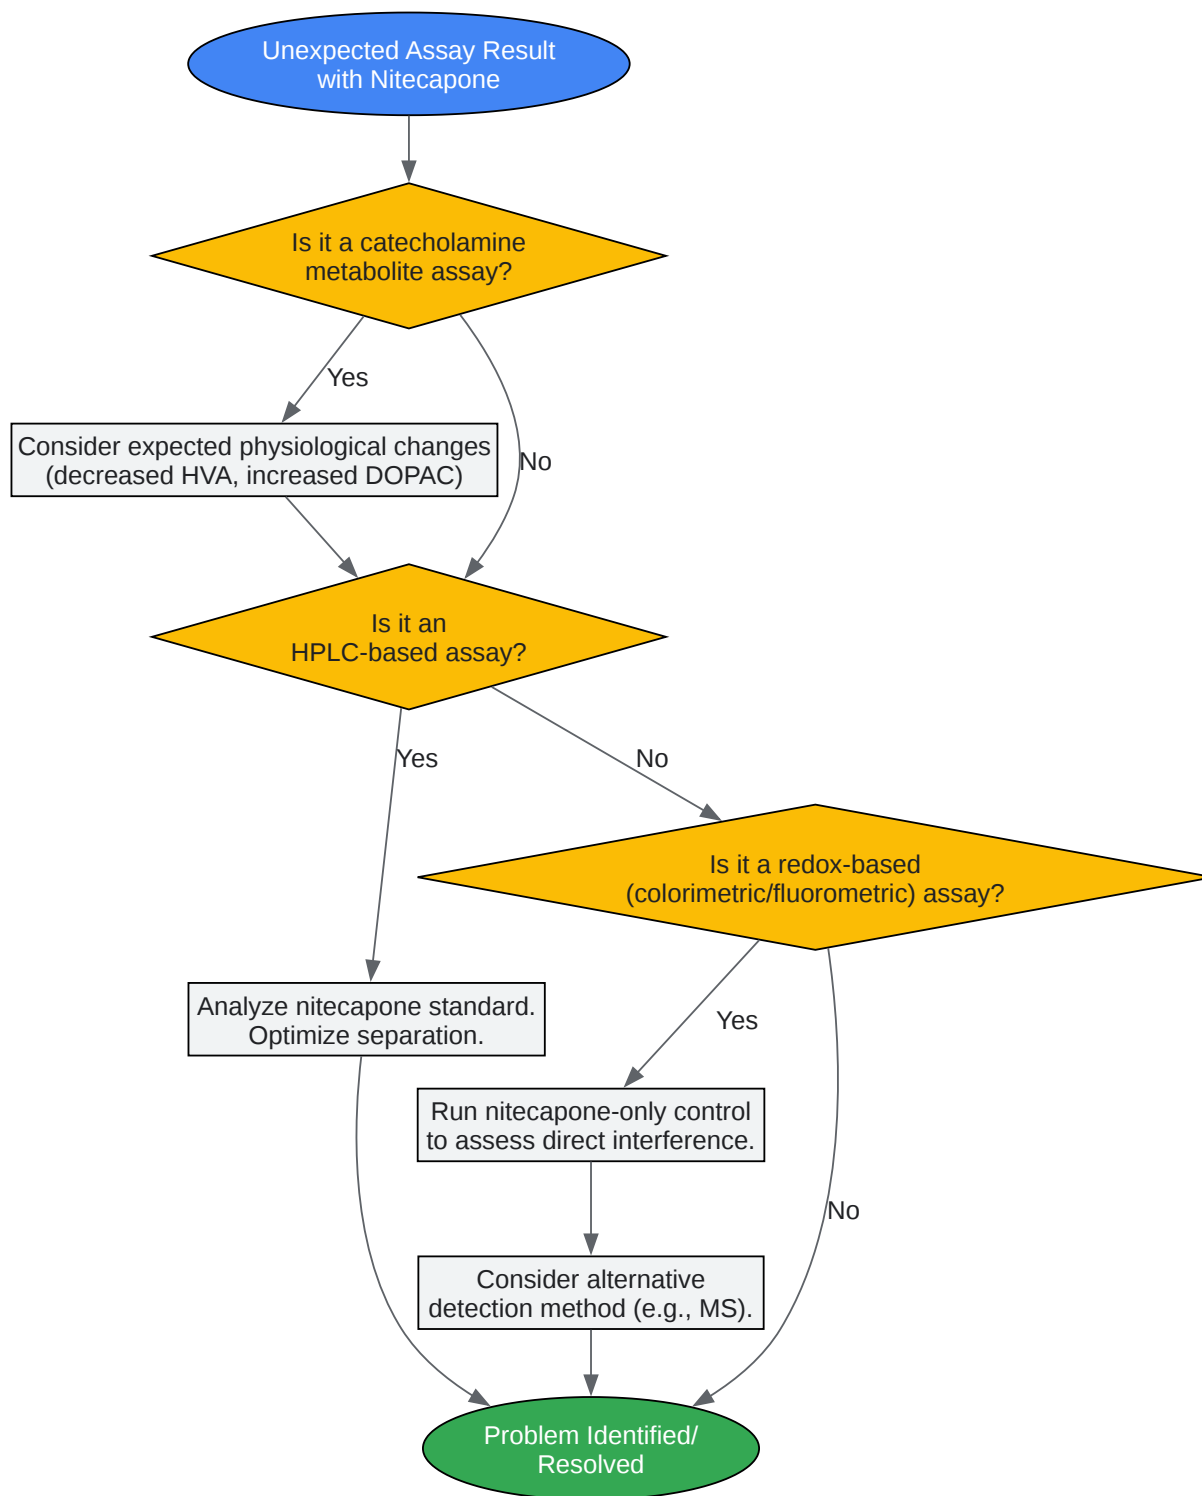 Unexpected Assay Result
with Nitecapone
Is it a catecholamine
metabolite assay?
Yes
Consider expected physiological changes
(decreased HVA, increased DOPAC)
No
Is it an
HPLC-based assay?
Yes
No
Is it a redox-based
(colorimetric/fluorometric) assay?
Analyze nitecapone standard.
Optimize separation.
Yes
Run nitecapone-only control
to assess direct interference.
No
Consider alternative
detection method (e.g., MS).
Problem Identified/
Resolved